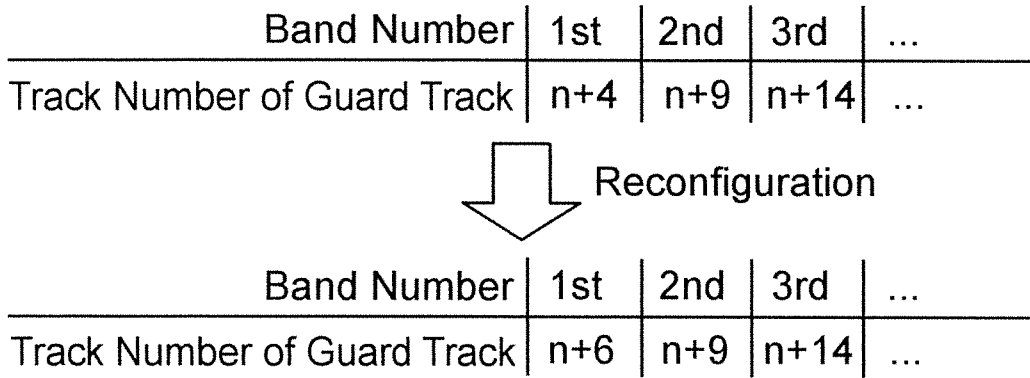 Band Number 1st 2nd 3rd ...
Track Number of Guard Track n+4 n+9 n+14 ...
Reconfiguration
Band Number 1st 2nd 3rd ...
Track Number of Guard Track n+6 n+9 n+14 ...